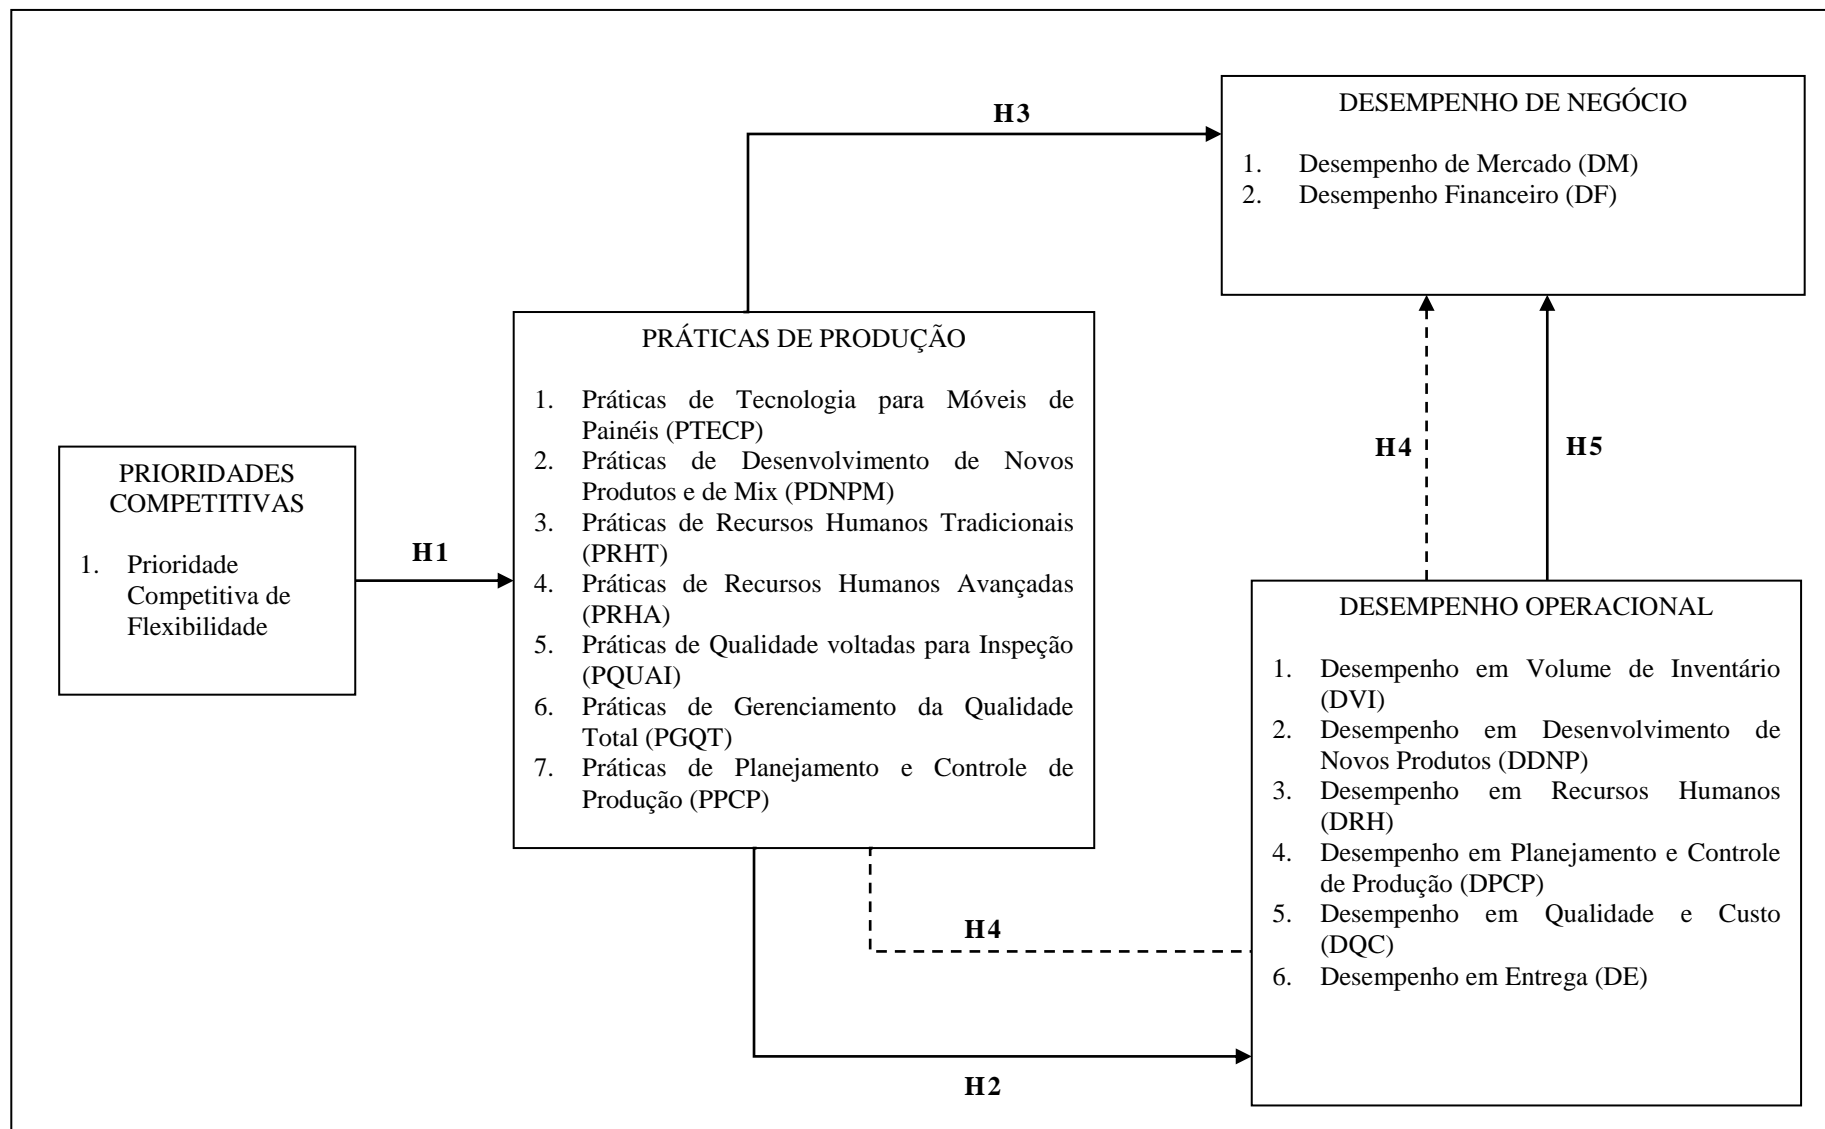 PRIORIDADES
COMPETITIVAS
1. Prioridade
Competitiva de
Flexibilidade
H1
PRÁTICAS DE PRODUÇÃO
1. Práticas de Tecnologia para Móveis de
Painéis (PTECP)
2. Práticas de Desenvolvimento de Novos
Produtos e de Mix (PDNPM)
3. Práticas de Recursos Humanos Tradicionais
(PRHT)
4. Práticas de Recursos Humanos Avançadas
(PRHA)
5. Práticas de Qualidade voltadas para Inspeção
(PQUAI)
6. Práticas de Gerenciamento da Qualidade
Total (PGQT)
7. Práticas de Planejamento e Controle de
Produção (PPCP)
H3
DESEMPENHO DE NEGÓCIO
1. Desempenho de Mercado (DM)
2. Desempenho Financeiro (DF)
H4
H5
DESEMPENHO OPERACIONAL
1. Desempenho em Volume de Inventário
(DVI)
2. Desempenho em Desenvolvimento de
Novos Produtos (DDNP)
3. Desempenho em Recursos Humanos
(DRH)
4. Desempenho em Planejamento e Controle
de Produção (DPCP)
5. Desempenho em Qualidade e Custo
(DQC)
6. Desempenho em Entrega (DE)
H4
H2